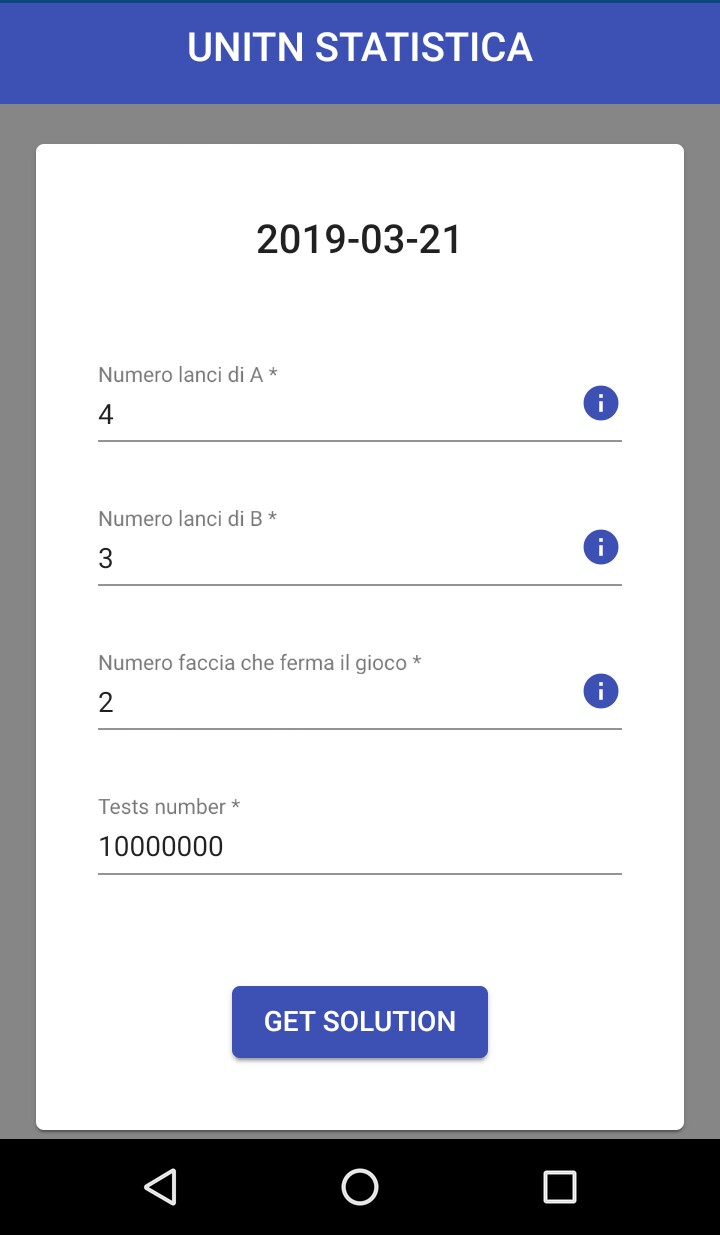 UNITN STATISTICA
2019-03-21
Numero lanci di A *
4
Numero lanci di B *
3
Numero faccia che ferma il gioco *
2
Tests number *
10000000
GET SOLUTION